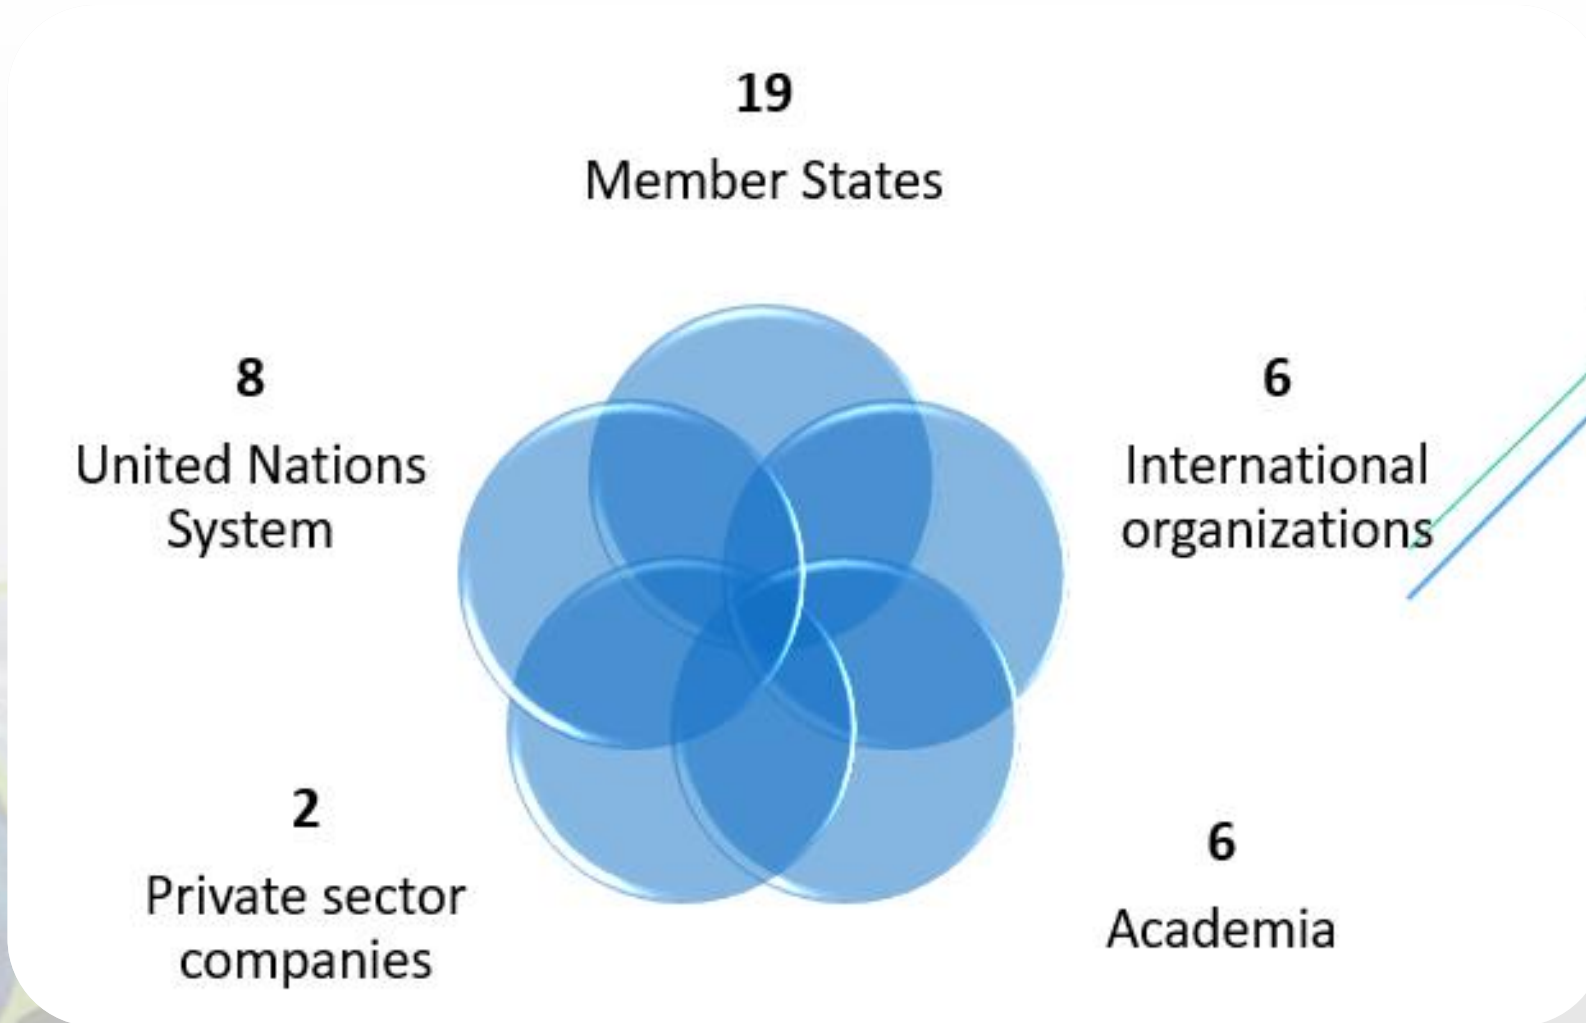 19
Member States
8
United Nations
System
6
International
organizations
2
Private sector
companies
6
Academia